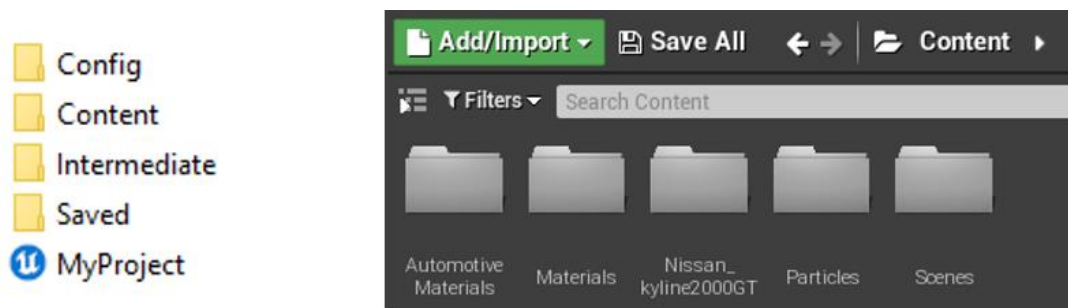 Config
Content
Intermediate
Saved
MyProject
Add/Import Save All Content
Filters Search Content
Automotive
Materials
Materials
Nissan_
kyline2000GT
Particles
Scenes